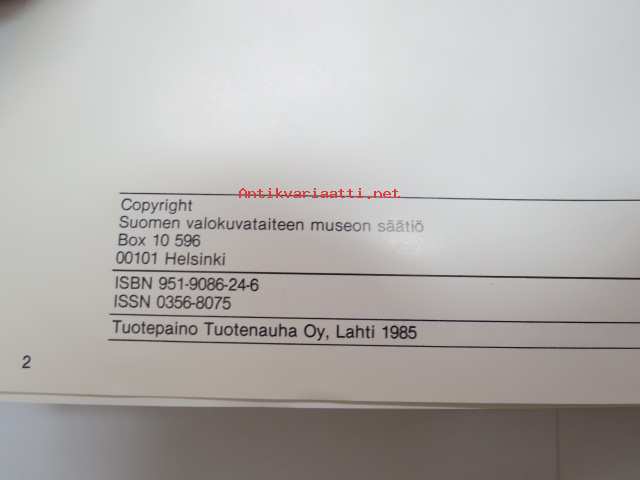 Antikvariaatti.net
Copyright
Suomen valokuvataiteen museon säätiö
Box 10 596
00101 Helsinki
ISBN 951-9086-24-6
ISSN 0356-8075
Tuotepaino Tuotenauha Oy, Lahti 1985
2